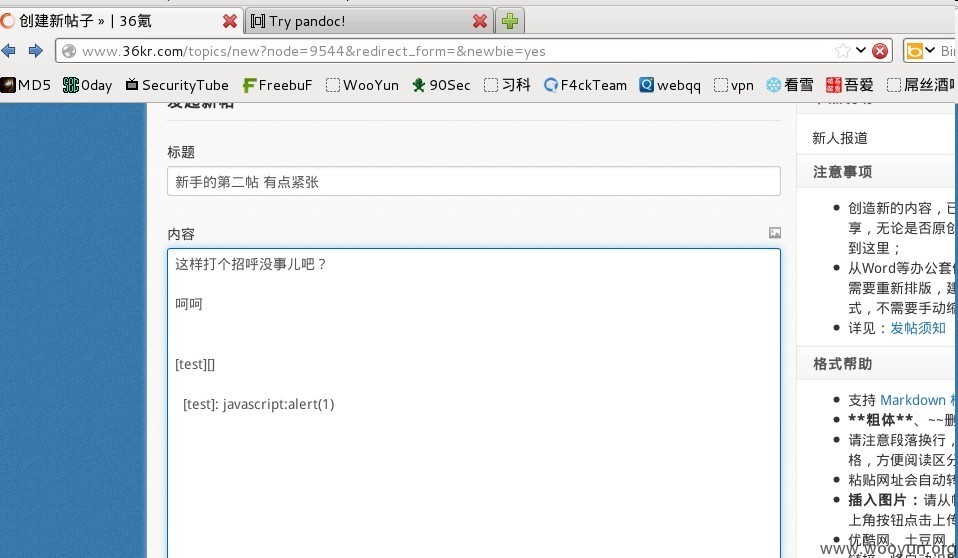 创建新帖子 » | 36氪
Try pandoc!
www.36kr.com/topics/new?node=9544&redirect_form=&newbie=yes
Bin
MD5 0day SecurityTube FreebuF WooYun 90Sec 习科 F4ckTeam webqq vpn 看雪 吾爱 屌丝酒
发起新帖
标题
新手的第二帖 有点紧张
内容
这样打个招呼没事儿吧？
呵呵
[test][]
[test]: javascript:alert(1)
新人报道
注意事项
创造新的内容，已
享，无论是否原创
到这里；
从Word等办公套件
需要重新排版，建
式，不需要手动缩
详见：发帖须知
格式帮助
支持 Markdown 格
**粗体**、~~删
请注意段落换行，
格，方便阅读区分
粘贴网址会自动转
插入图片：请从帖
上角按钮点击上传
优酷网、土豆网、
www.wooyun.org